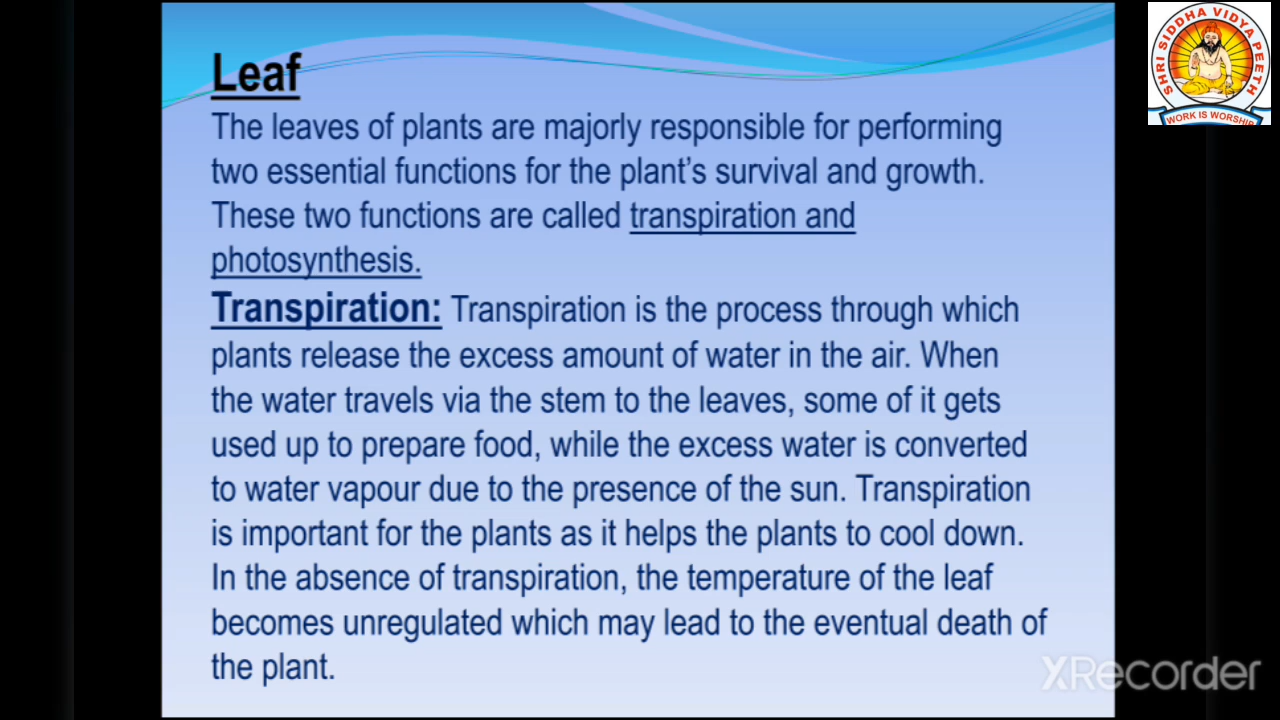 Leaf
The leaves of plants are majorly responsible for performing
two essential functions for the plant's survival and growth.
These two functions are called transpiration and
photosynthesis.
Transpiration: Transpiration is the process through which
plants release the excess amount of water in the air. When
the water travels via the stem to the leaves, some of it gets
used up to prepare food, while the excess water is converted
to water vapour due to the presence of the sun. Transpiration
is important for the plants as it helps the plants to cool down.
In the absence of transpiration, the temperature of the leaf
becomes unregulated which may lead to the eventual death of
the plant.
SHRI SIDDHA VIDYA PEETH
WORK IS WORSHIP
XRecorder